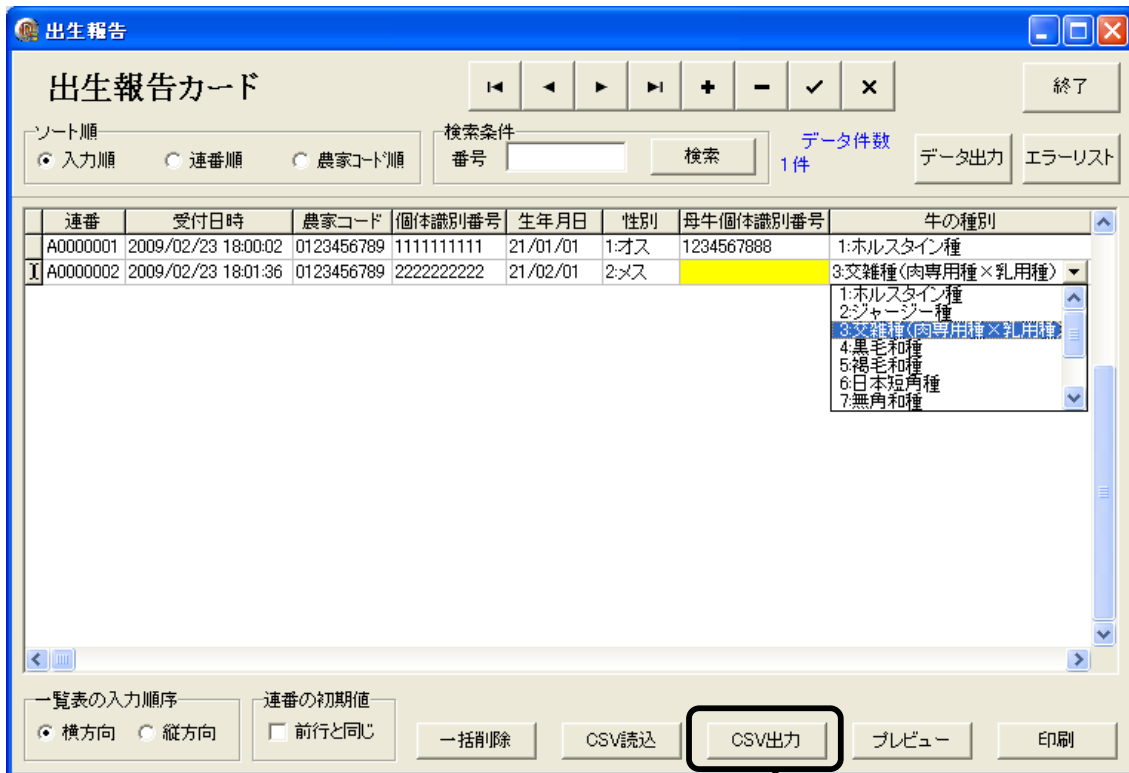 出生報告
出生報告カード
終了
ソート順
入力順 連番順 農家コード順
検索条件
番号 検索
データ件数
1件
データ出力 エラーリスト
連番 受付日時 農家コード 個体識別番号 生年月日 性別 母牛個体識別番号 牛の種別
A0000001 2009/02/23 18:00:02 0123456789 1111111111 21/01/01 1:オス 1234567888 1:ホルスタイン種
A0000002 2009/02/23 18:01:36 0123456789 2222222222 21/02/01 2:メス 3:交雑種(肉専用種×乳用種)
1:ホルスタイン種
2:ジャージー種
3:交雑種(肉専用種×乳用種)
4:黒毛和種
5:褐毛和種
6:日本短角種
7:無角和種
一覧表の入力順序
横方向 縦方向
連番の初期値
前行と同じ
一括削除 CSV読込 CSV出力 プレビュー 印刷